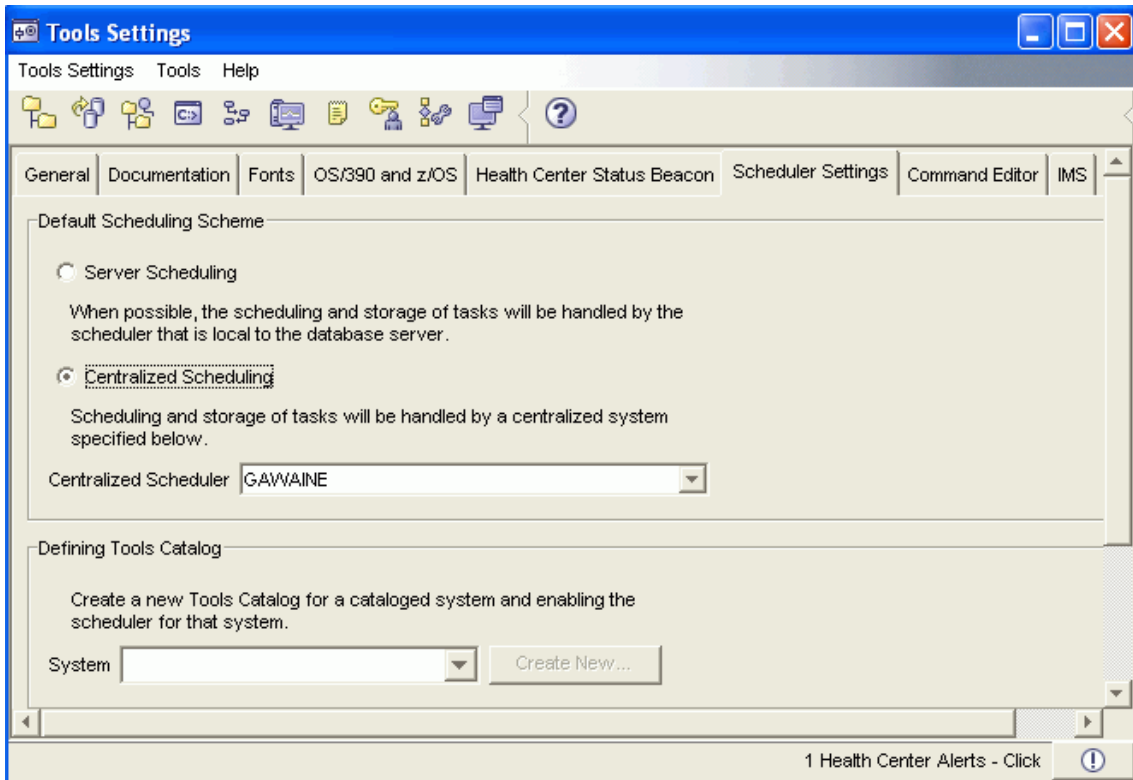 Tools Settings
Tools Settings Tools Help
C:>
General Documentation Fonts OS/390 and z/OS Health Center Status Beacon Scheduler Settings Command Editor IMS
Default Scheduling Scheme
Server Scheduling
When possible, the scheduling and storage of tasks will be handled by the
scheduler that is local to the database server.
Centralized Scheduling
Scheduling and storage of tasks will be handled by a centralized system
specified below.
Centralized Scheduler GAWAINE
Defining Tools Catalog
Create a new Tools Catalog for a cataloged system and enabling the
scheduler for that system.
System Create New...
1 Health Center Alerts - Click